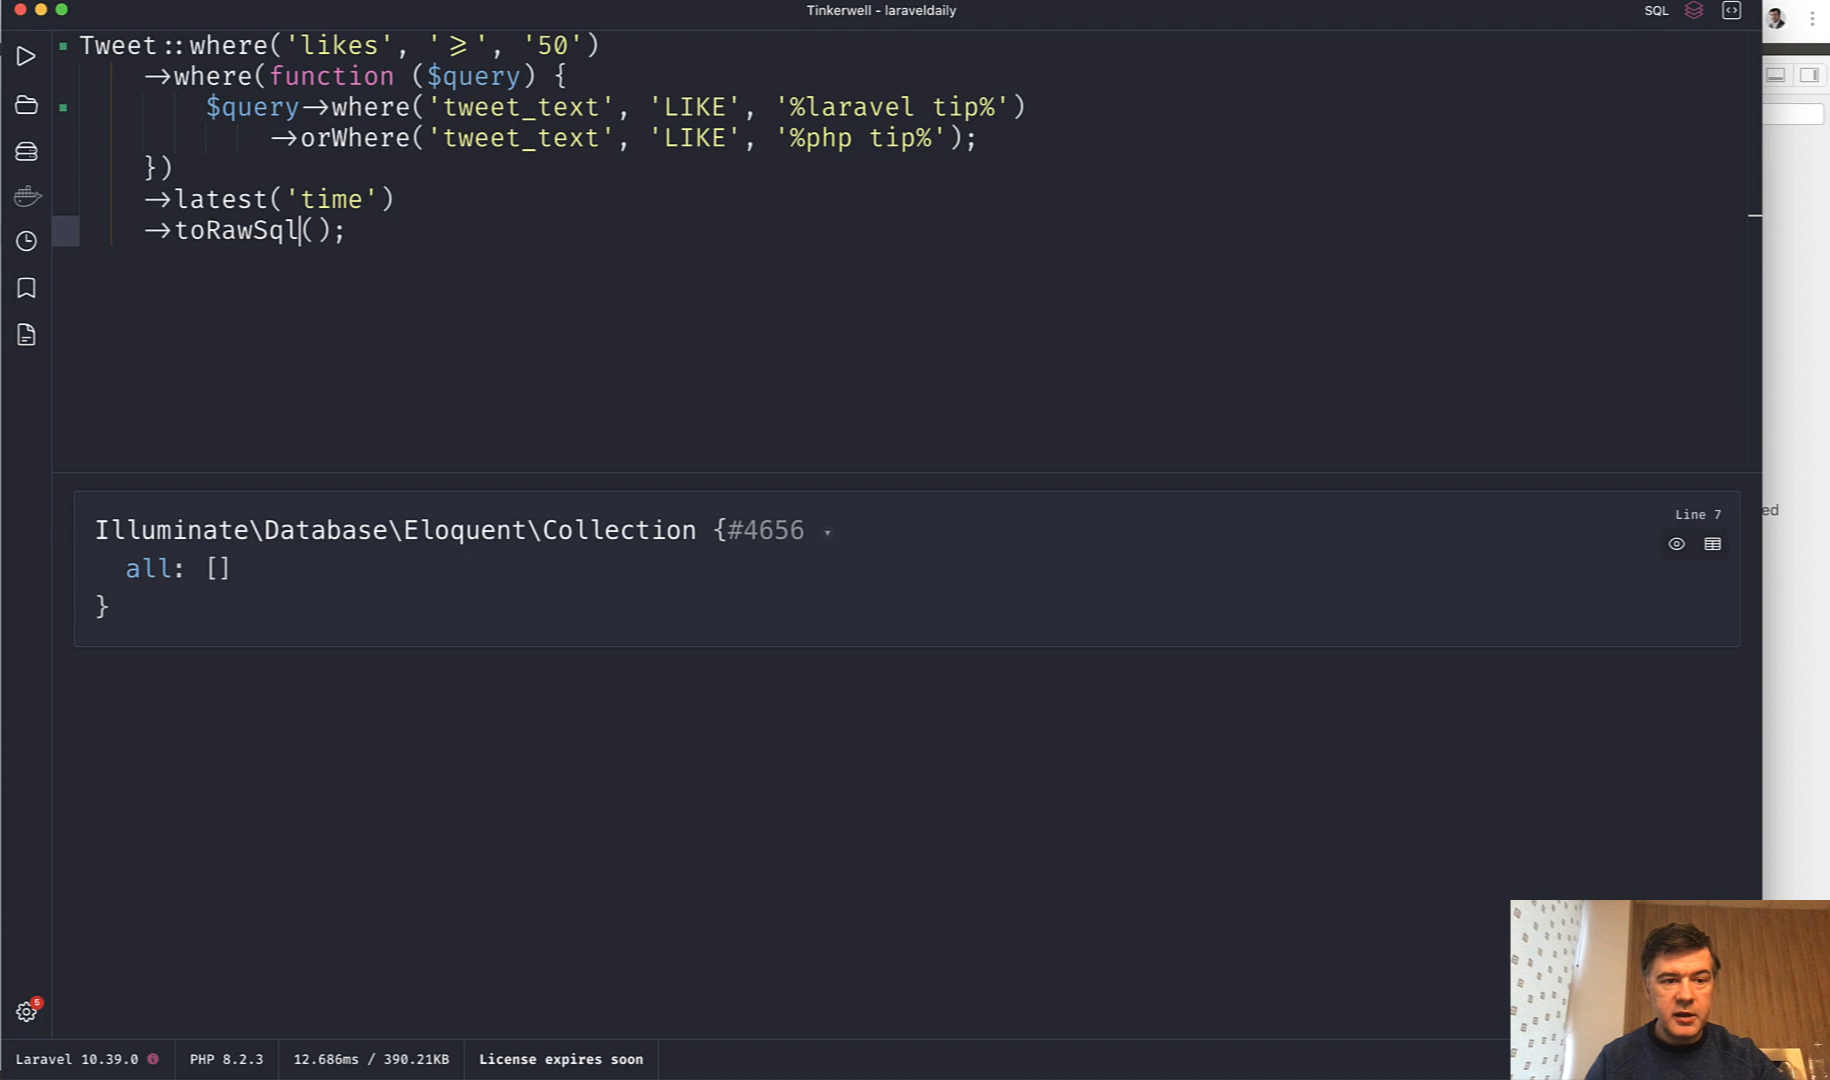 Tinkerwell - laraveldaily
SQL
Tweet::where('likes', '>=', '50')
->where(function ($query) {
$query->where('tweet_text', 'LIKE', '%laravel tip%')
->orWhere('tweet_text', 'LIKE', '%php tip%');
})
->latest('time')
->toRawSql();
Illuminate\Database\Eloquent\Collection {#4656
Line 7
ed
all: []
}
5
Laravel 10.39.0
PHP 8.2.3
12.686ms / 390.21KB
License expires soon